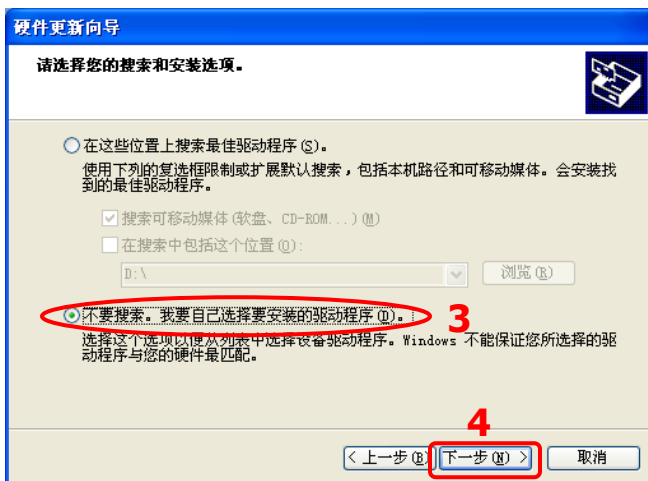 硬件更新向导
请选择您的搜索和安装选项。
在这些位置上搜索最佳驱动程序(S)。
使用下列的复选框限制或扩展默认搜索，包括本机路径和可移动媒体。会安装找
到的最佳驱动程序。
搜索可移动媒体(软盘、CD-ROM...)(M)
在搜索中包括这个位置(O):
D:\
浏览(R)
不要搜索。我要自己选择要安装的驱动程序(D)。
3
选择这个选项以便从列表中选择设备驱动程序。Windows 不能保证您所选择的驱
动程序与您的硬件最匹配。
4
< 上一步(B)
下一步(N) >
取消